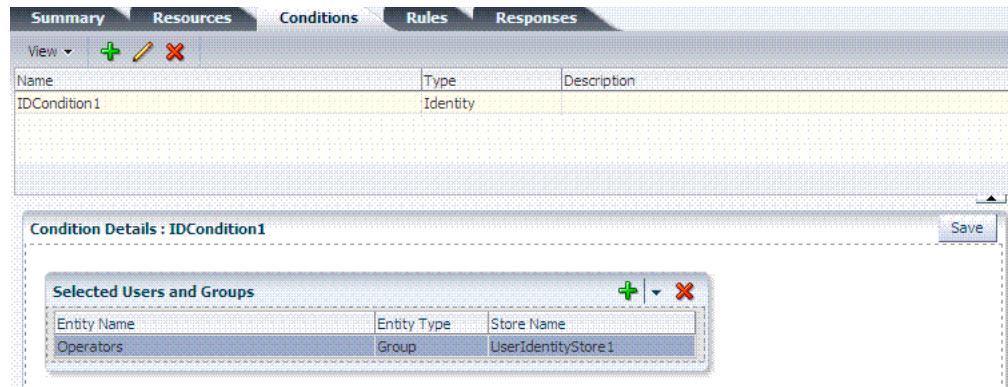 Summary Resources Conditions Rules Responses
View
Name Type Description
IDCondition1 Identity
Condition Details : IDCondition1 Save
Selected Users and Groups
Entity Name Entity Type Store Name
Operators Group UserIdentityStore1